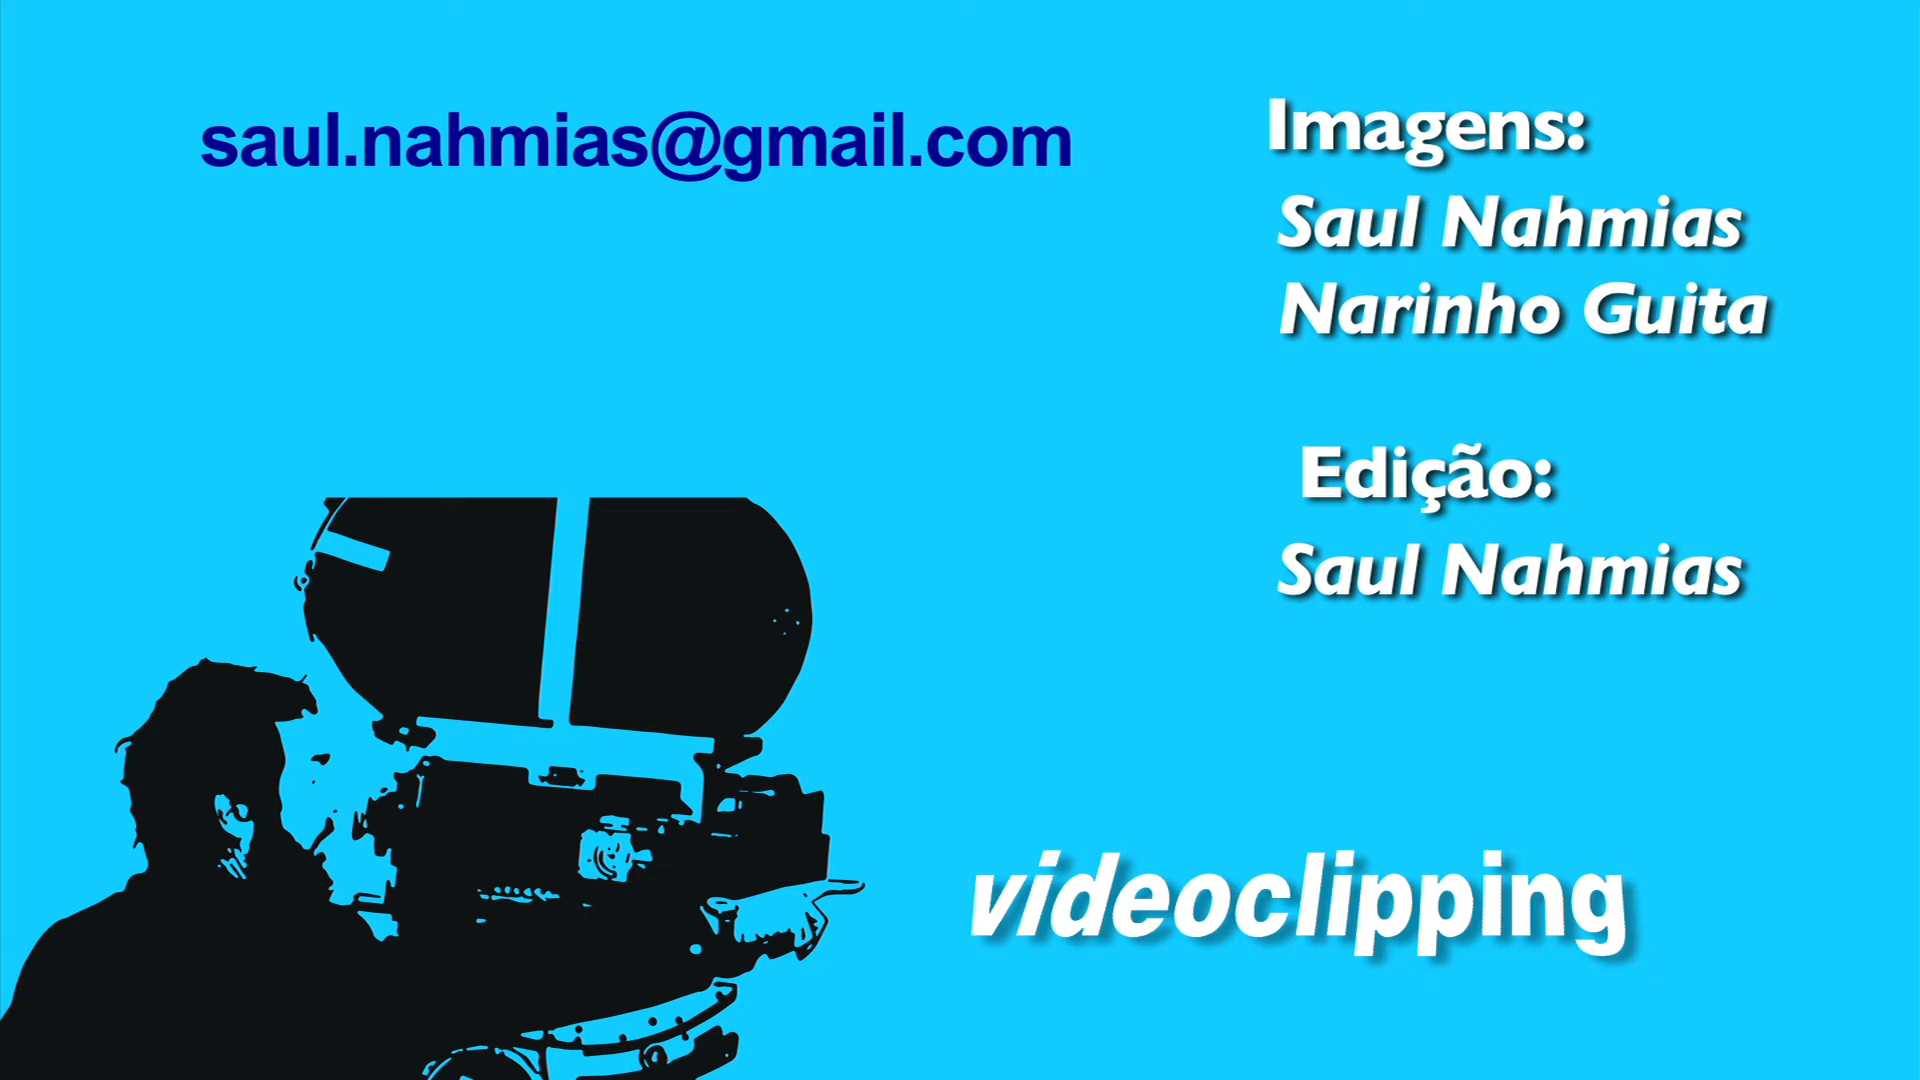 saul.nahmias@gmail.com
Imagens:
Saul Nahmias
Narinho Guita
Edição:
Saul Nahmias
videoclipping